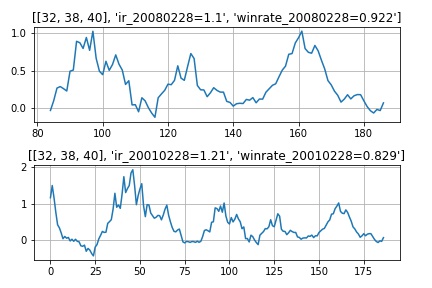 [[32, 38, 40], 'ir_20080228=1.1', 'winrate_20080228=0.922']
1.0
0.5
0.0
80 100 120 140 160 180
[[32, 38, 40], 'ir_20010228=1.21', 'winrate_20010228=0.829']
2
1
0
0 25 50 75 100 125 150 175